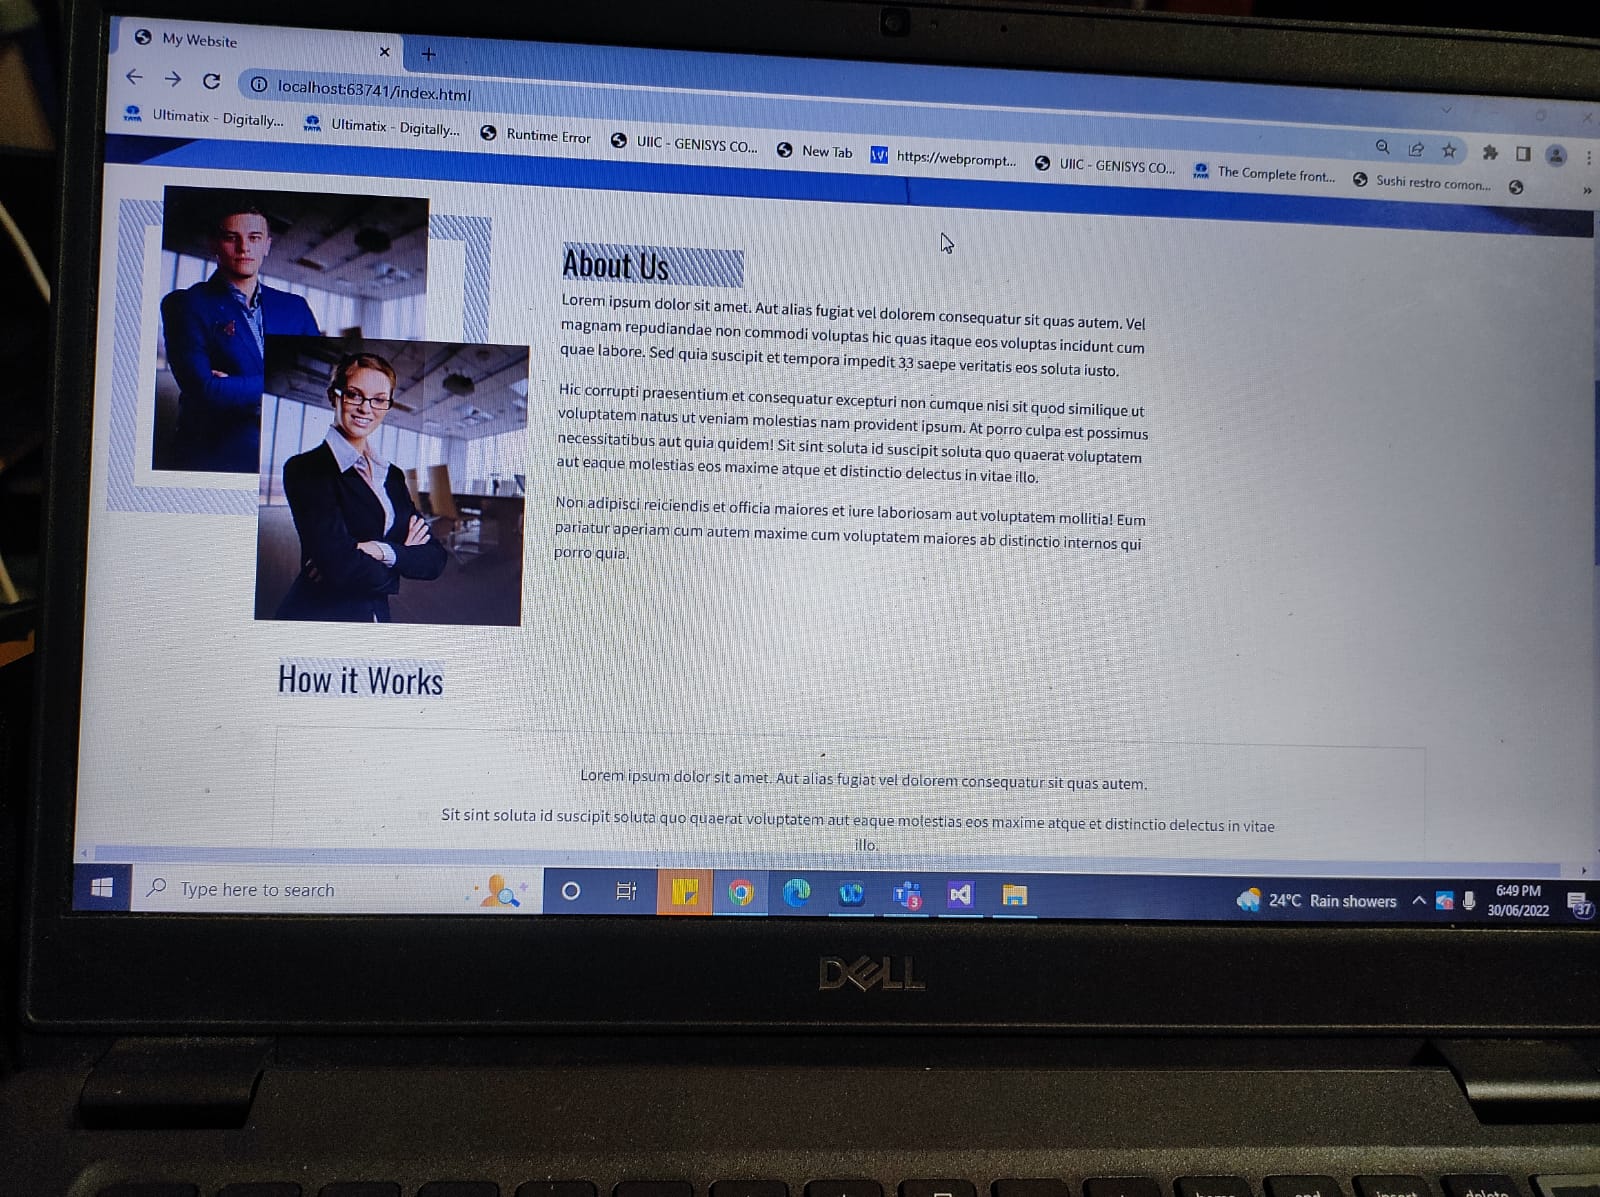 My Website
localhost:63741/index.html
Ultimatix - Digitally...
Ultimatix - Digitally...
Runtime Error
UIIC - GENISYS CO...
New Tab
https://webprompt...
UIIC - GENISYS CO...
The Complete front...
Sushi restro comon...
About Us
Lorem ipsum dolor sit amet. Aut alias fugiat vel dolorem consequatur sit quas autem. Vel
magnam repudiandae non commodi voluptas hic quas itaque eos voluptas incidunt cum
quae labore. Sed quia suscipit et tempora impedit 33 saepe veritatis eos soluta iusto.
Hic corrupti praesentium et consequatur excepturi non cumque nisi sit quod similique ut
voluptatem natus ut veniam molestias nam provident ipsum. At porro culpa est possimus
necessitatibus aut quia quidem! Sit sint soluta id suscipit soluta quo quaerat voluptatem
aut eaque molestias eos maxime atque et distinctio delectus in vitae illo.
Non adipisci reiciendis et officia maiores et iure laboriosam aut voluptatem mollitia! Eum
pariatur aperiam cum autem maxime cum voluptatem maiores ab distinctio internos qui
porro quia.
How it Works
Lorem ipsum dolor sit amet. Aut alias fugiat vel dolorem consequatur sit quas autem.
Sit sint soluta id suscipit soluta quo quaerat voluptatem aut eaque molestias eos maxime atque et distinctio delectus in vitae
illo.
Type here to search
3
24°C Rain showers
6:49 PM
30/06/2022
37
DELL